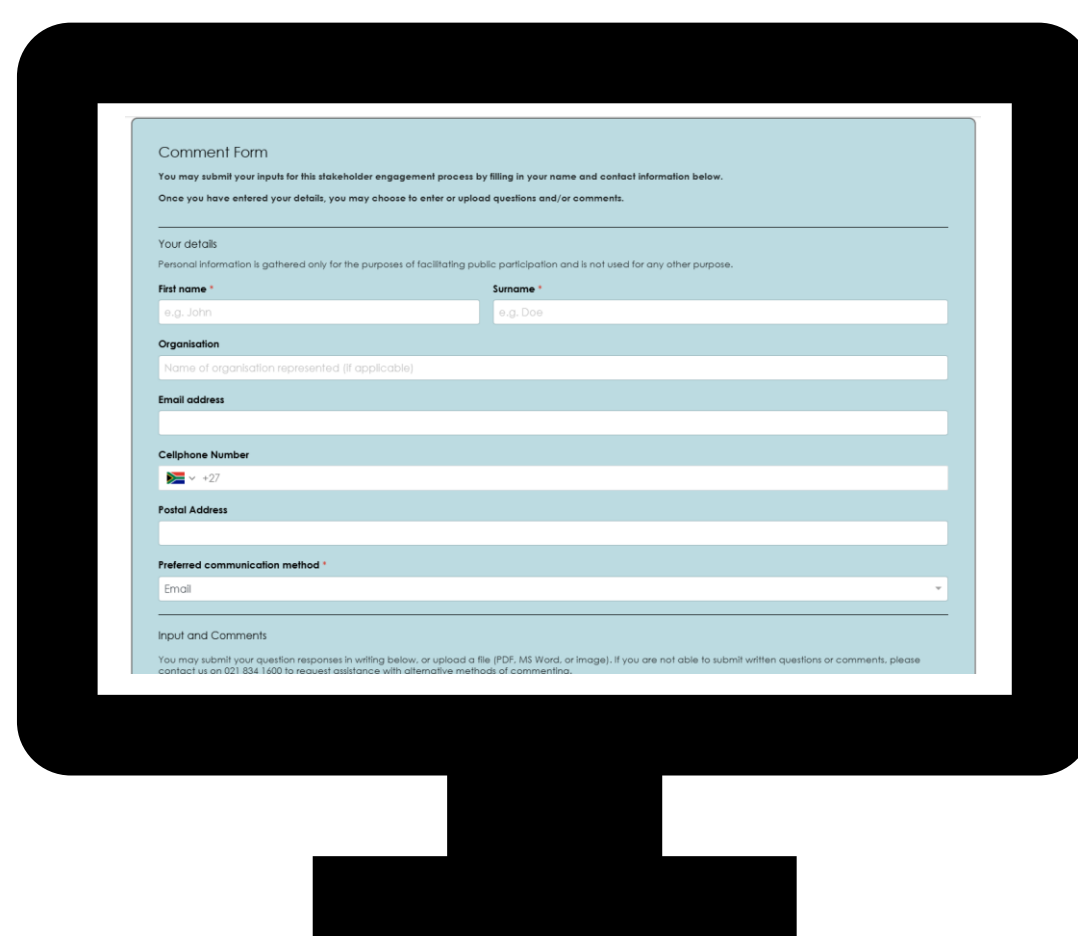 Comment Form
You may submit your inputs for this stakeholder engagement process by filling in your name and contact information below.
Once you have entered your details, you may choose to enter or upload questions and/or comments.
Your details
Personal information is gathered only for the purposes of facilitating public participation and is not used for any other purpose.
First name * Surname *
e.g. John e.g. Doe
Organisation
Name of organisation represented (if applicable)
Email address
Cellphone Number
+27
Postal Address
Preferred communication method *
Email
Input and Comments
You may submit your question responses in writing below, or upload a file (PDF, MS Word, or image). If you are not able to submit written questions or comments, please
contact us on 021 834 1600 to request assistance with alternative methods of commenting.